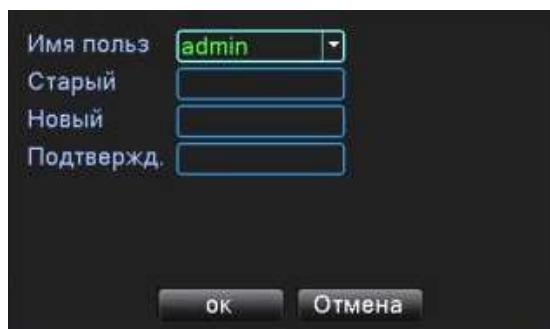 Имя польз admin
Старый
Новый
Подтвержд.
ок Отмена